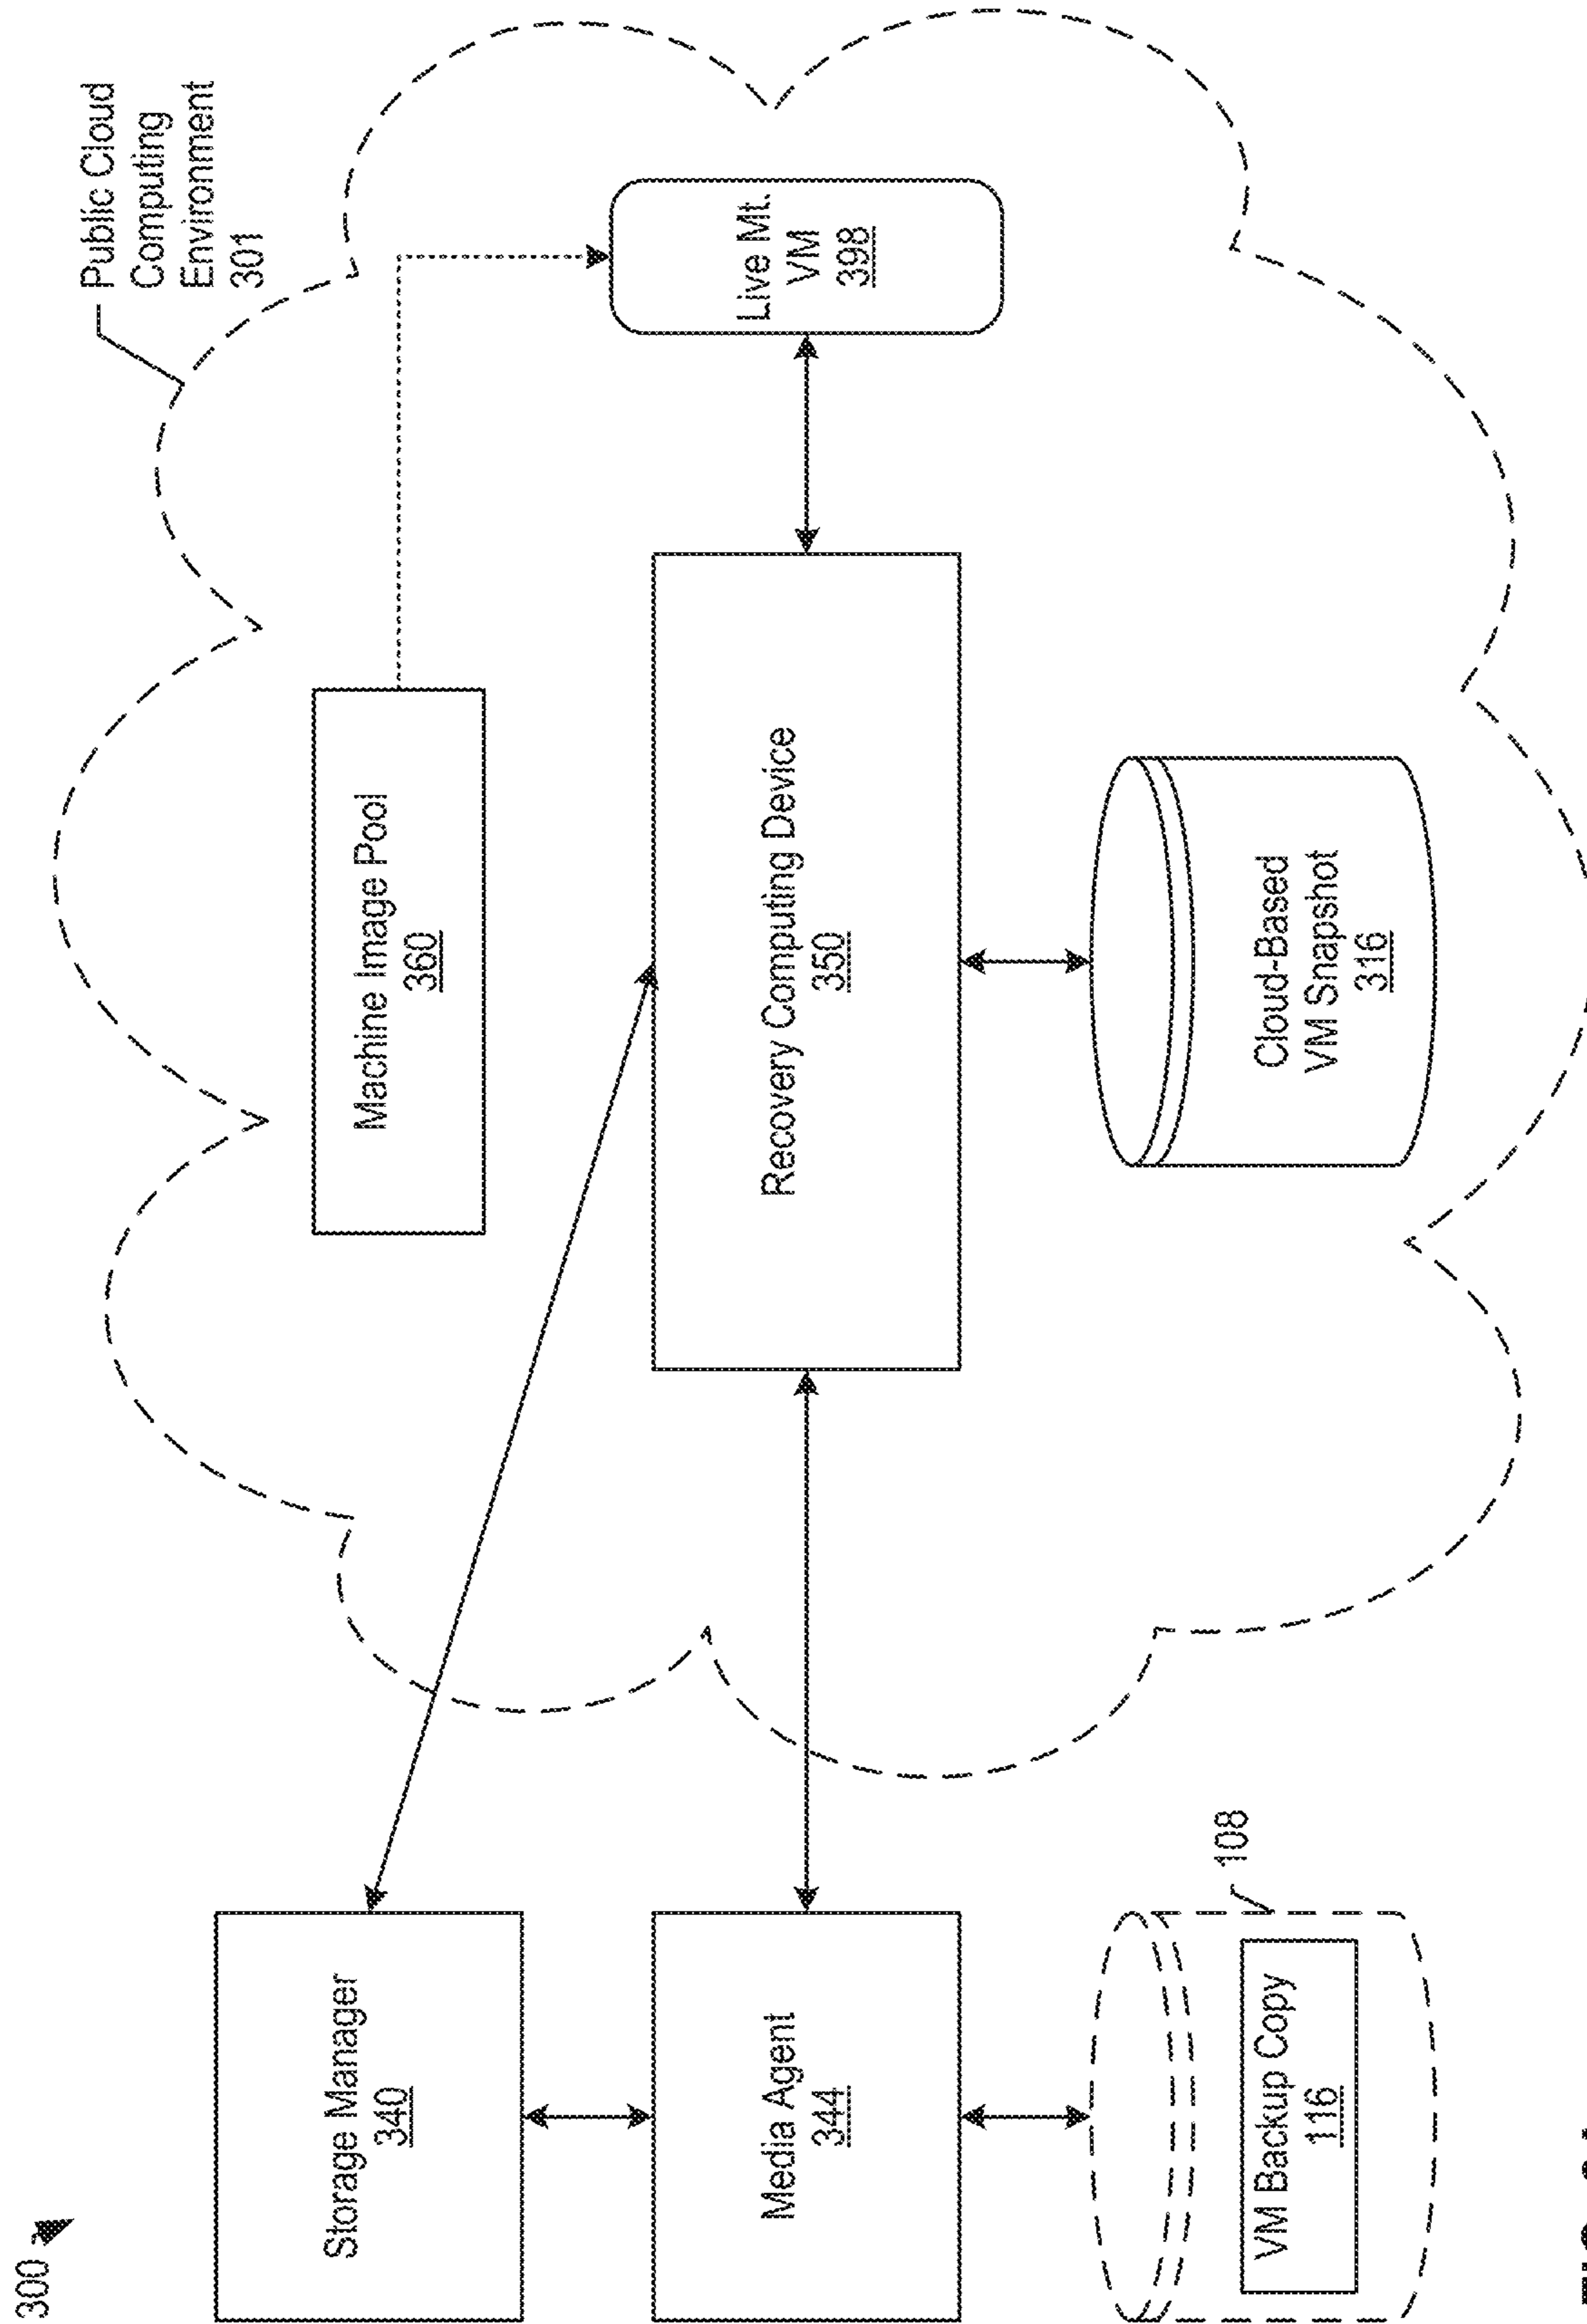 300
Public Cloud
Computing
Environment
301
Storage Manager
340
Machine Image Pool
360
Media Agent
344
Recovery Computing Device
350
Live Mt.
VM
398
108
VM Backup Copy
116
Cloud-Based
VM Snapshot
316